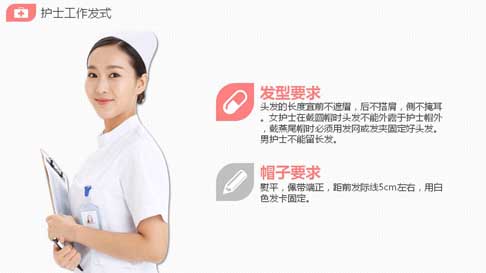 护士工作发式
发型要求
头发的长度宜前不遮眉，后不搭肩，侧不掩耳
。女护士在戴圆帽时头发不能外露于护士帽外
，戴燕尾帽时必须用发网或发夹固定好头发。
男护士不能留长发。
帽子要求
熨平，佩带端正，距前发际线5cm左右，用白
色发卡固定。